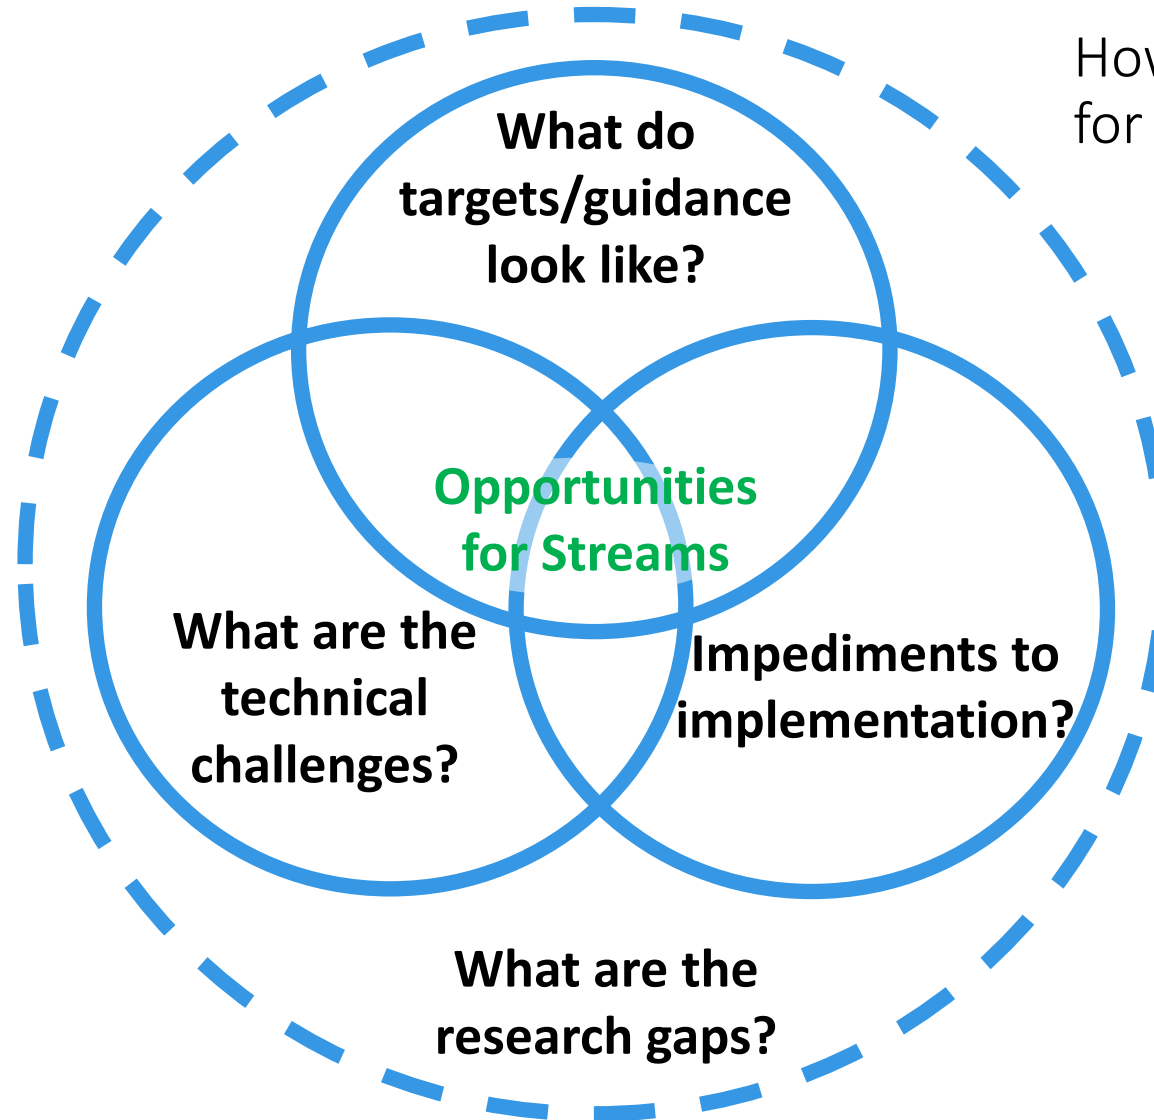 for
What do
targets/guidance
look like?
Opportunities
for Streams
What are the
technical
challenges?
Impediments to
implementation?
What are the
research gaps?